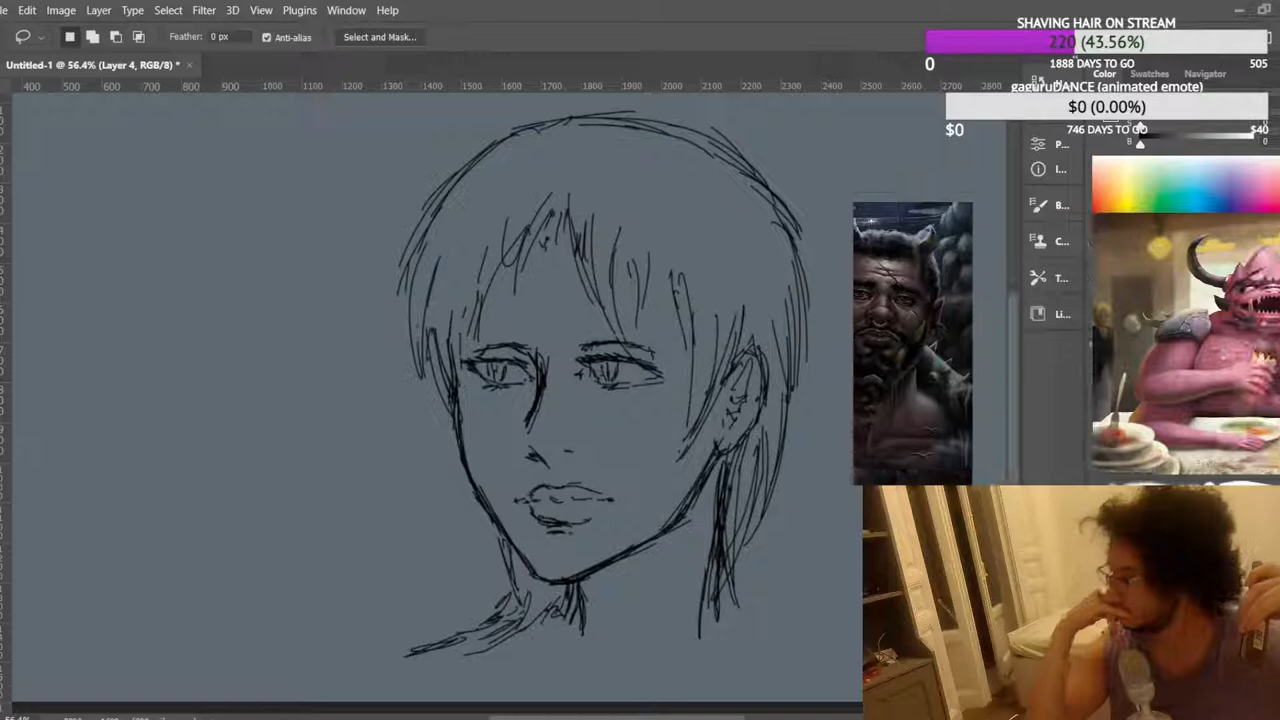 Edit Image Layer Type Select Filter 3D View Plugins Window Help
Feather: 0 px Anti-alias Select and Mask...
Untitled-1 @ 56.4% (Layer 4, RGB/8) *
400 500 600 700 800 900 1000 1100 1200 1300 1400 1500 1600 1700 1800 1900 2000 2100 2200 2300 2400 2500 2600 2700 2800
SHAVING HAIR ON STREAM
220 (43.56%)
0 1888 DAYS TO GO 505
Color Swatches Navigator
gaguruDANCE (animated emote)
$0 (0.00%)
$0 746 DAYS TO GO $40
B 0
P...
I...
B...
C...
T...
Li...